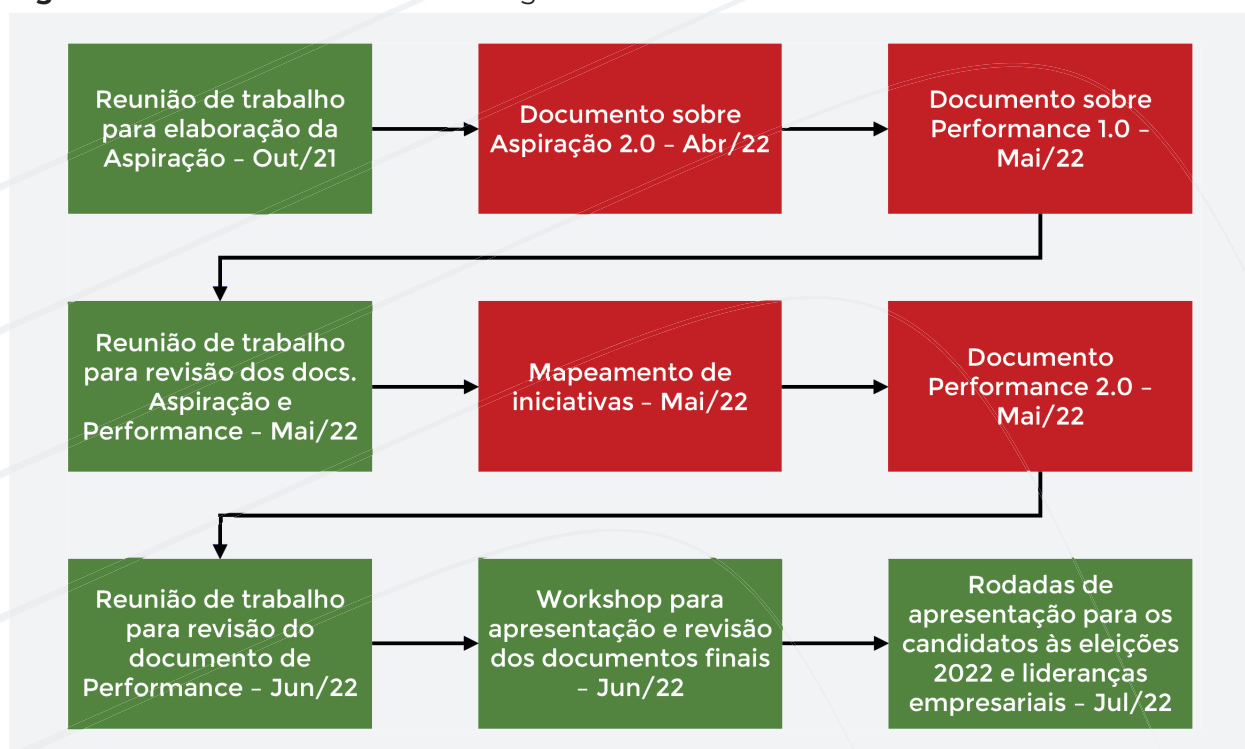 Reunião de trabalho
para elaboração da
Aspiração – Out/21
Documento sobre
Aspiração 2.0 – Abr/22
Documento sobre
Performance 1.0 –
Mai/22
Reunião de trabalho
para revisão dos docs.
Aspiração e
Performance – Mai/22
Mapeamento de
iniciativas – Mai/22
Documento
Performance 2.0 –
Mai/22
Reunião de trabalho
para revisão do
documento de
Performance – Jun/22
Workshop para
apresentação e revisão
dos documentos finais
– Jun/22
Rodadas de
apresentação para os
candidatos às eleições
2022 e lideranças
empresariais – Jul/22